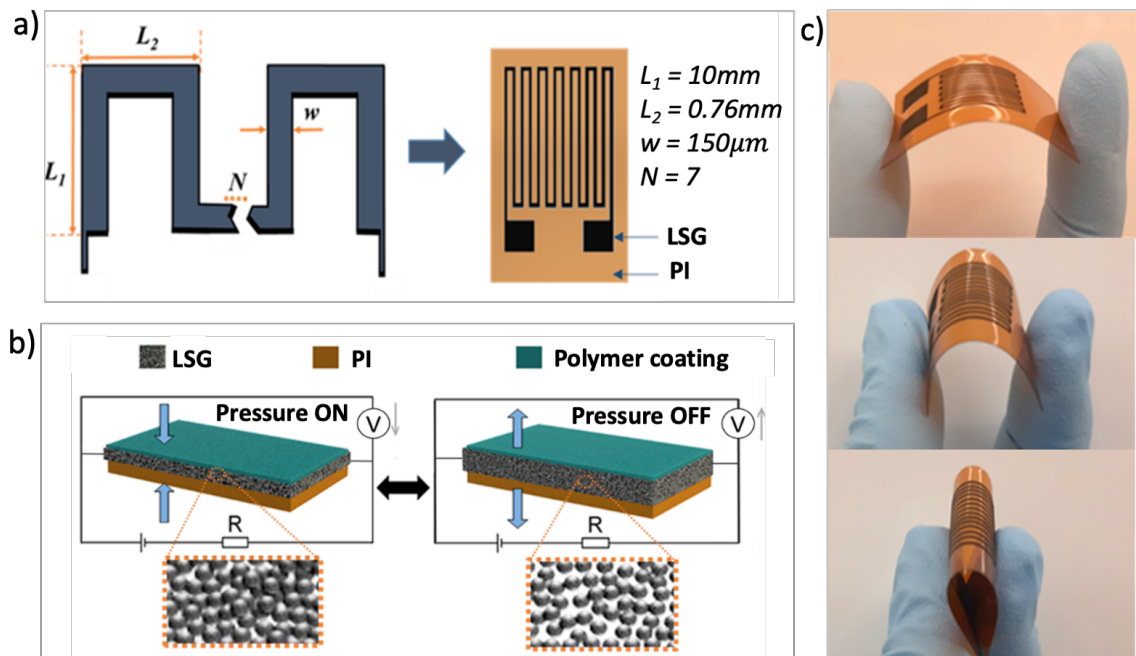 a)
L₂
L₁
w
N
L₁ = 10mm
L₂ = 0.76mm
w = 150μm
N = 7
LSG
PI
b)
LSG
PI
Polymer coating
Pressure ON
V
R
Pressure OFF
V
R
c)